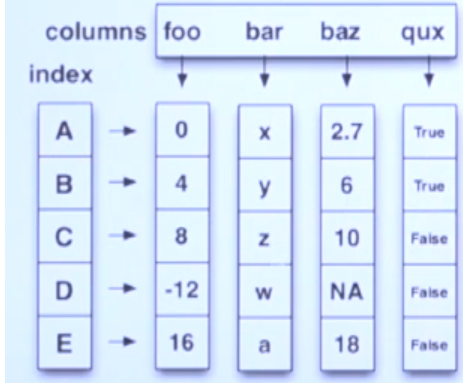 columns foo bar baz qux
index
A 0 x 2.7 True
B 4 y 6 True
C 8 z 10 False
D -12 w NA False
E 16 a 18 False